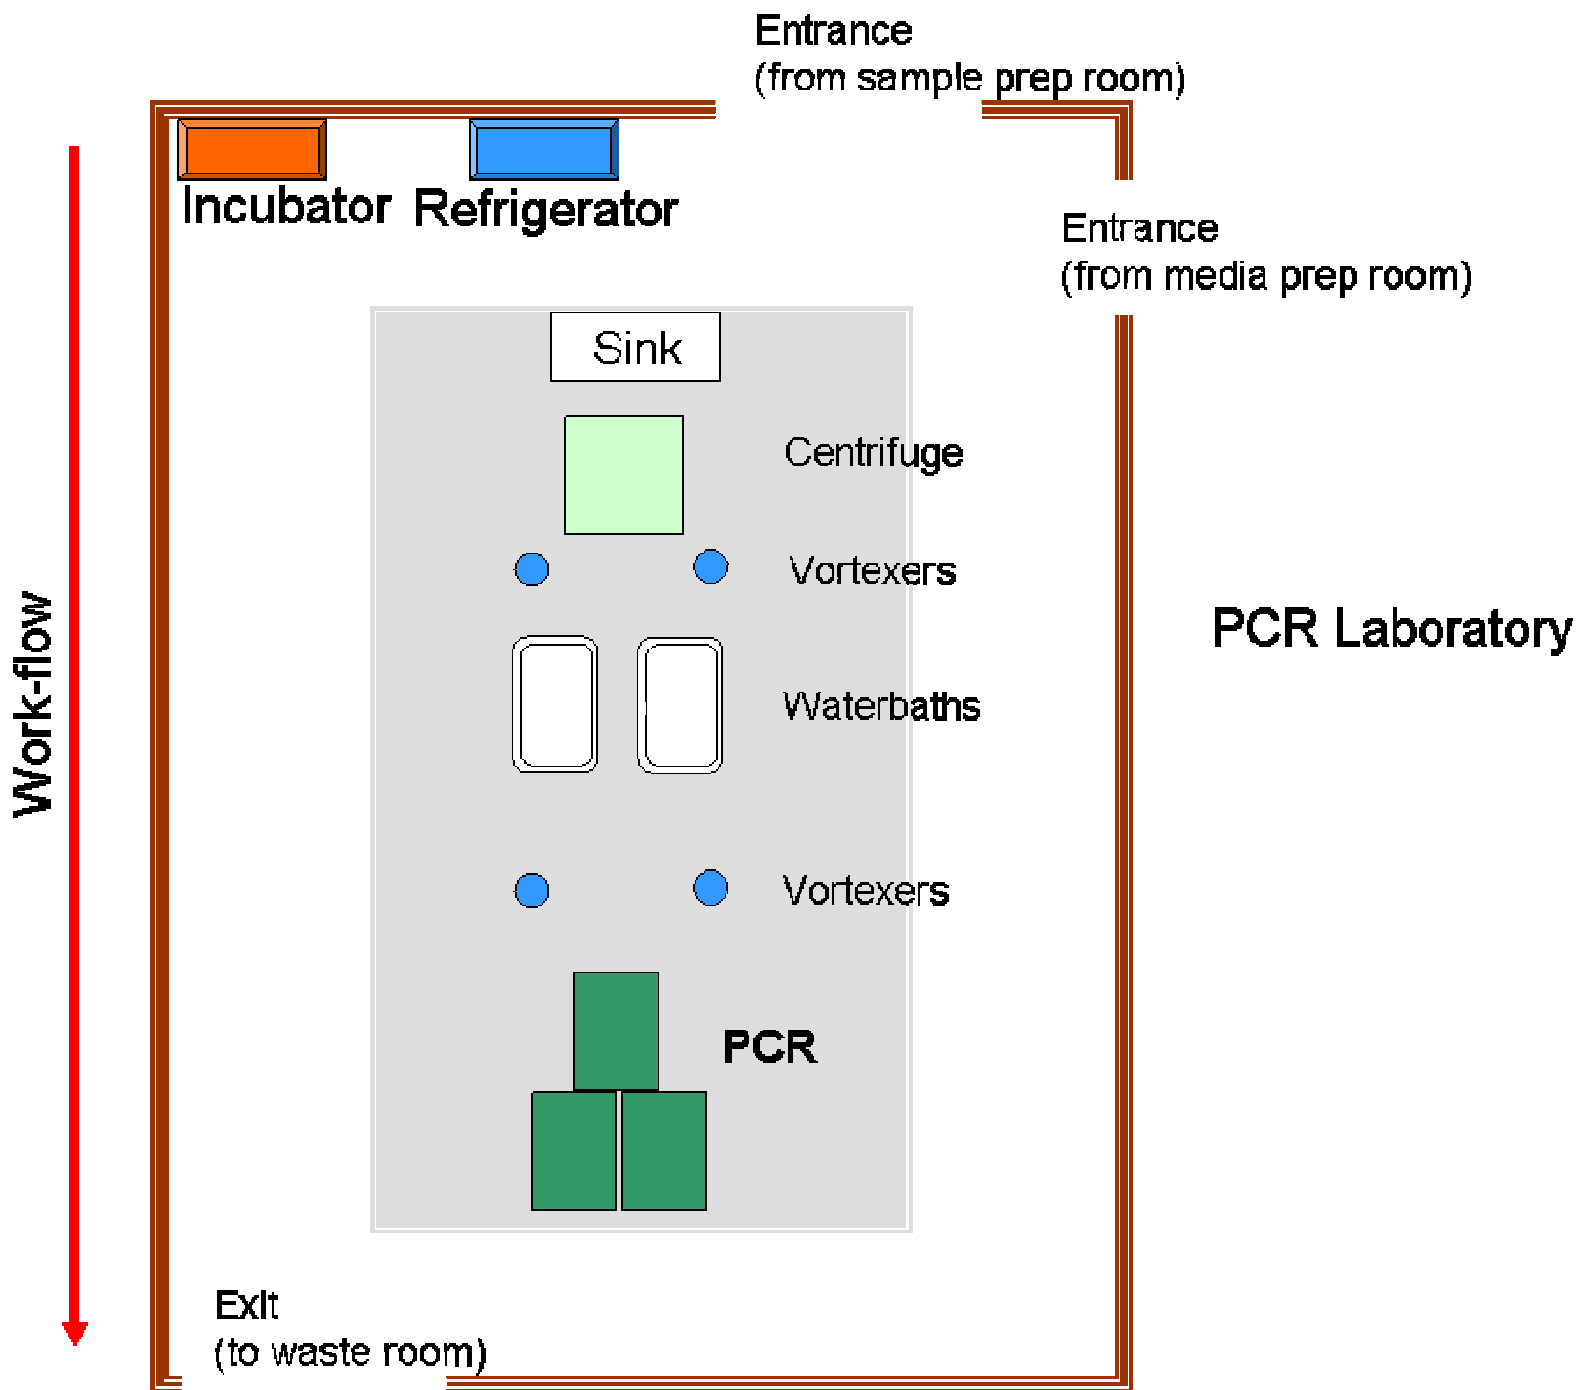 Entrance
(from sample prep room)
Incubator
Refrigerator
Entrance
(from media prep room)
Sink
Centrifuge
Vortexers
Work-flow
PCR Laboratory
Waterbaths
Vortexers
PCR
Exit
(to waste room)